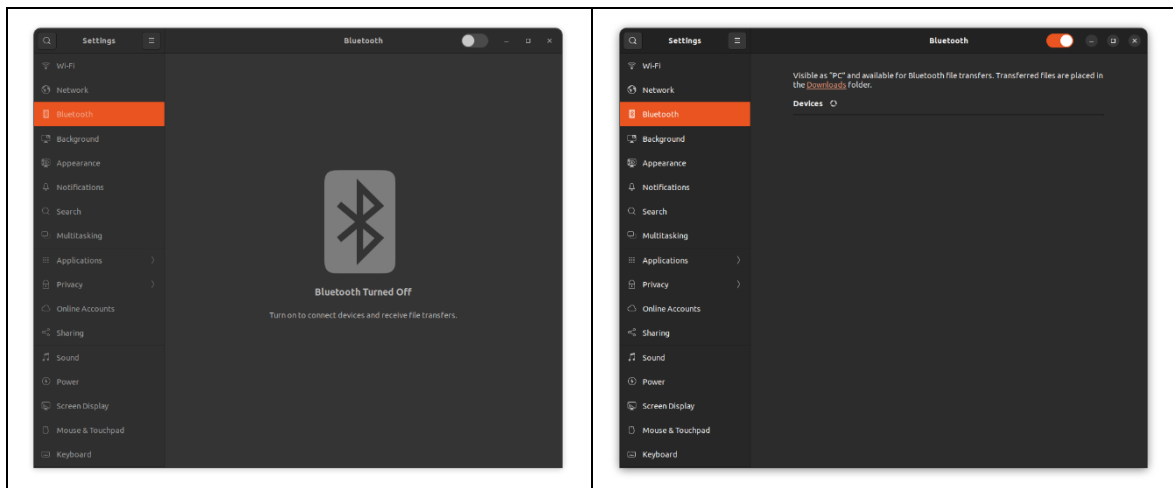 Settings
Bluetooth
Wi-Fi
Network
Bluetooth
Background
Appearance
Notifications
Search
Multitasking
Applications
Privacy
Online Accounts
Sharing
Sound
Power
Screen Display
Mouse & Touchpad
Keyboard
Bluetooth Turned Off
Turn on to connect devices and receive file transfers.
Settings
Bluetooth
Wi-Fi
Network
Bluetooth
Background
Appearance
Notifications
Search
Multitasking
Applications
Privacy
Online Accounts
Sharing
Sound
Power
Screen Display
Mouse & Touchpad
Keyboard
Visible as "PC" and available for Bluetooth file transfers. Transferred files are placed in
the Downloads folder.
Devices